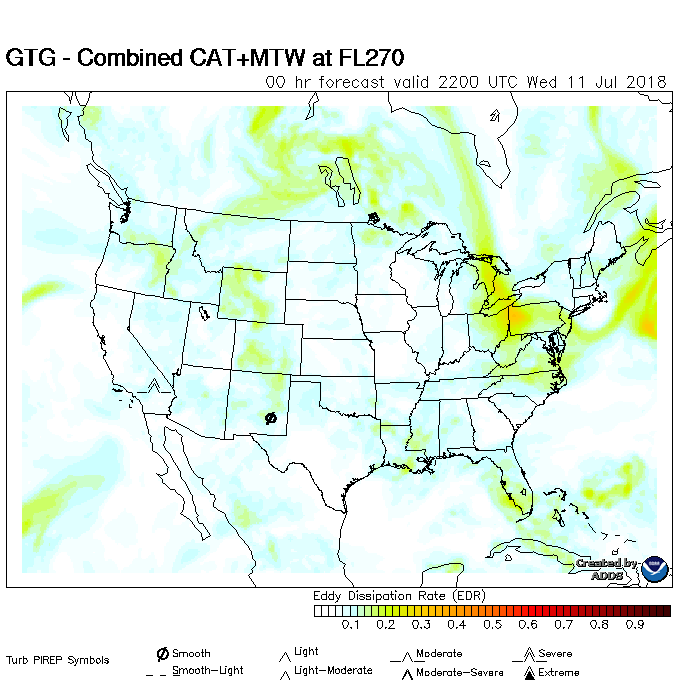 GTG - Combined CAT+MTW at FL270
00 hr forecast valid 2200 UTC Wed 11 Jul 2018
Created by
ADDS
Eddy Dissipation Rate (EDR)
0.1 0.2 0.3 0.4 0.5 0.6 0.7 0.8 0.9
Turb PIREP Symbols
Smooth Light Moderate Severe
Smooth-Light Light-Moderate Moderate-Severe Extreme